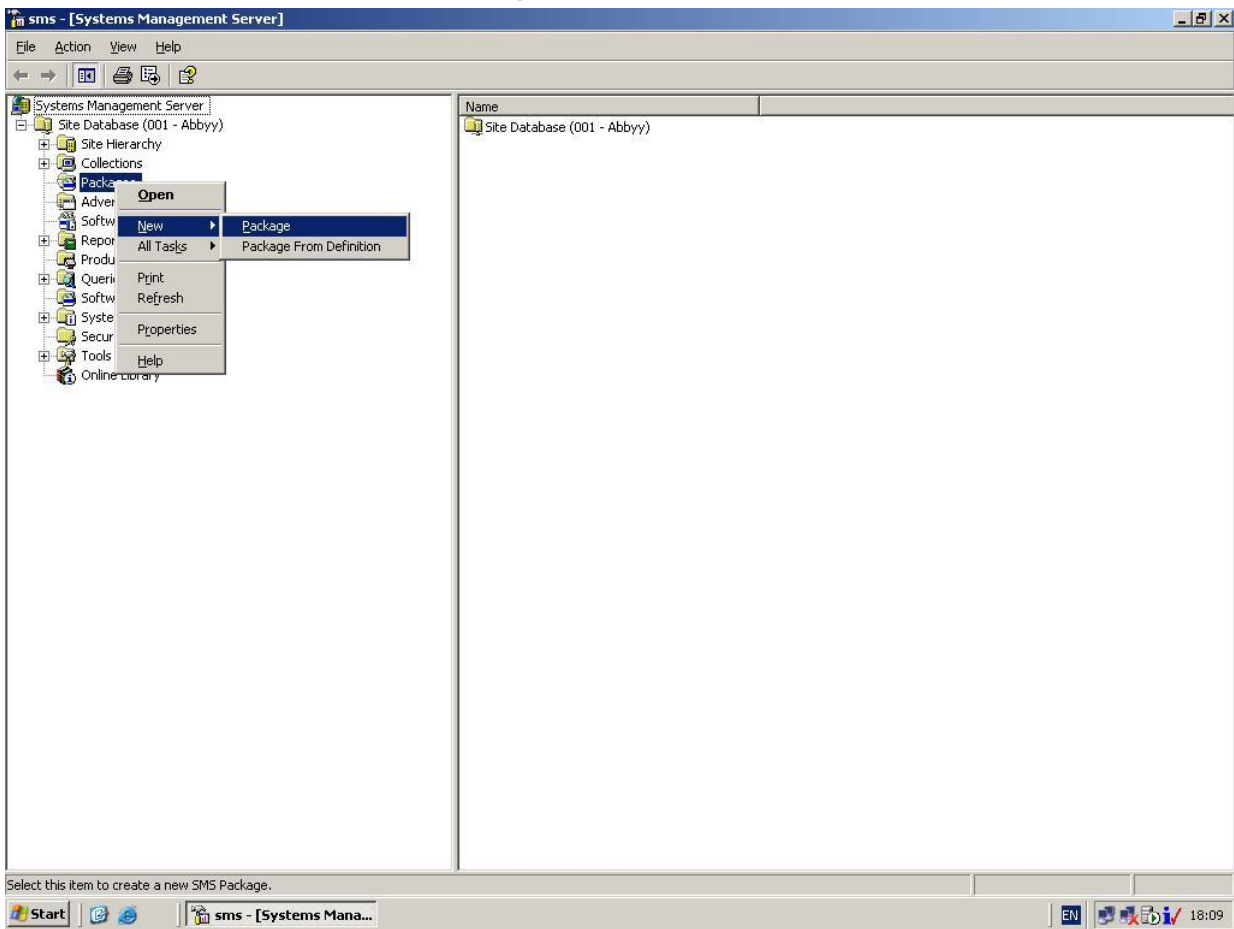 sms - [Systems Management Server]
File Action View Help
Systems Management Server
Name
Site Database (001 - Abbyy)
Site Database (001 - Abbyy)
Site Hierarchy
Collections
Open
New
Package
All Tasks
Package From Definition
Print
Refresh
Properties
Tools
Help
Online
Select this item to create a new SMS Package.
Start
sms - [Systems Mana...
EN
18:09